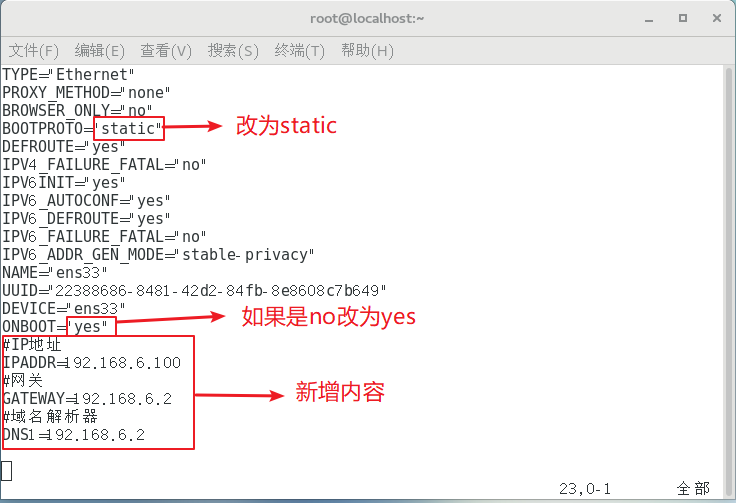 root@localhost:~
文件(F) 编辑(E) 查看(V) 搜索(S) 终端(T) 帮助(H)
TYPE="Ethernet"
PROXY_METHOD="none"
BROWSER_ONLY="no"
BOOTPROTO="static" 改为static
DEFROUTE="yes"
IPV4_FAILURE_FATAL="no"
IPV6INIT="yes"
IPV6_AUTOCONF="yes"
IPV6_DEFROUTE="yes"
IPV6_FAILURE_FATAL="no"
IPV6_ADDR_GEN_MODE="stable-privacy"
NAME="ens33"
UUID="22388686-8481-42d2-84fb-8e8608c7b649"
DEVICE="ens33"
ONBOOT="yes" 如果是no改为yes
#IP地址
IPADDR=192.168.6.100
#网关
GATEWAY=192.168.6.2 新增内容
#域名解析器
DNS1=192.168.6.2
23,0-1 全部